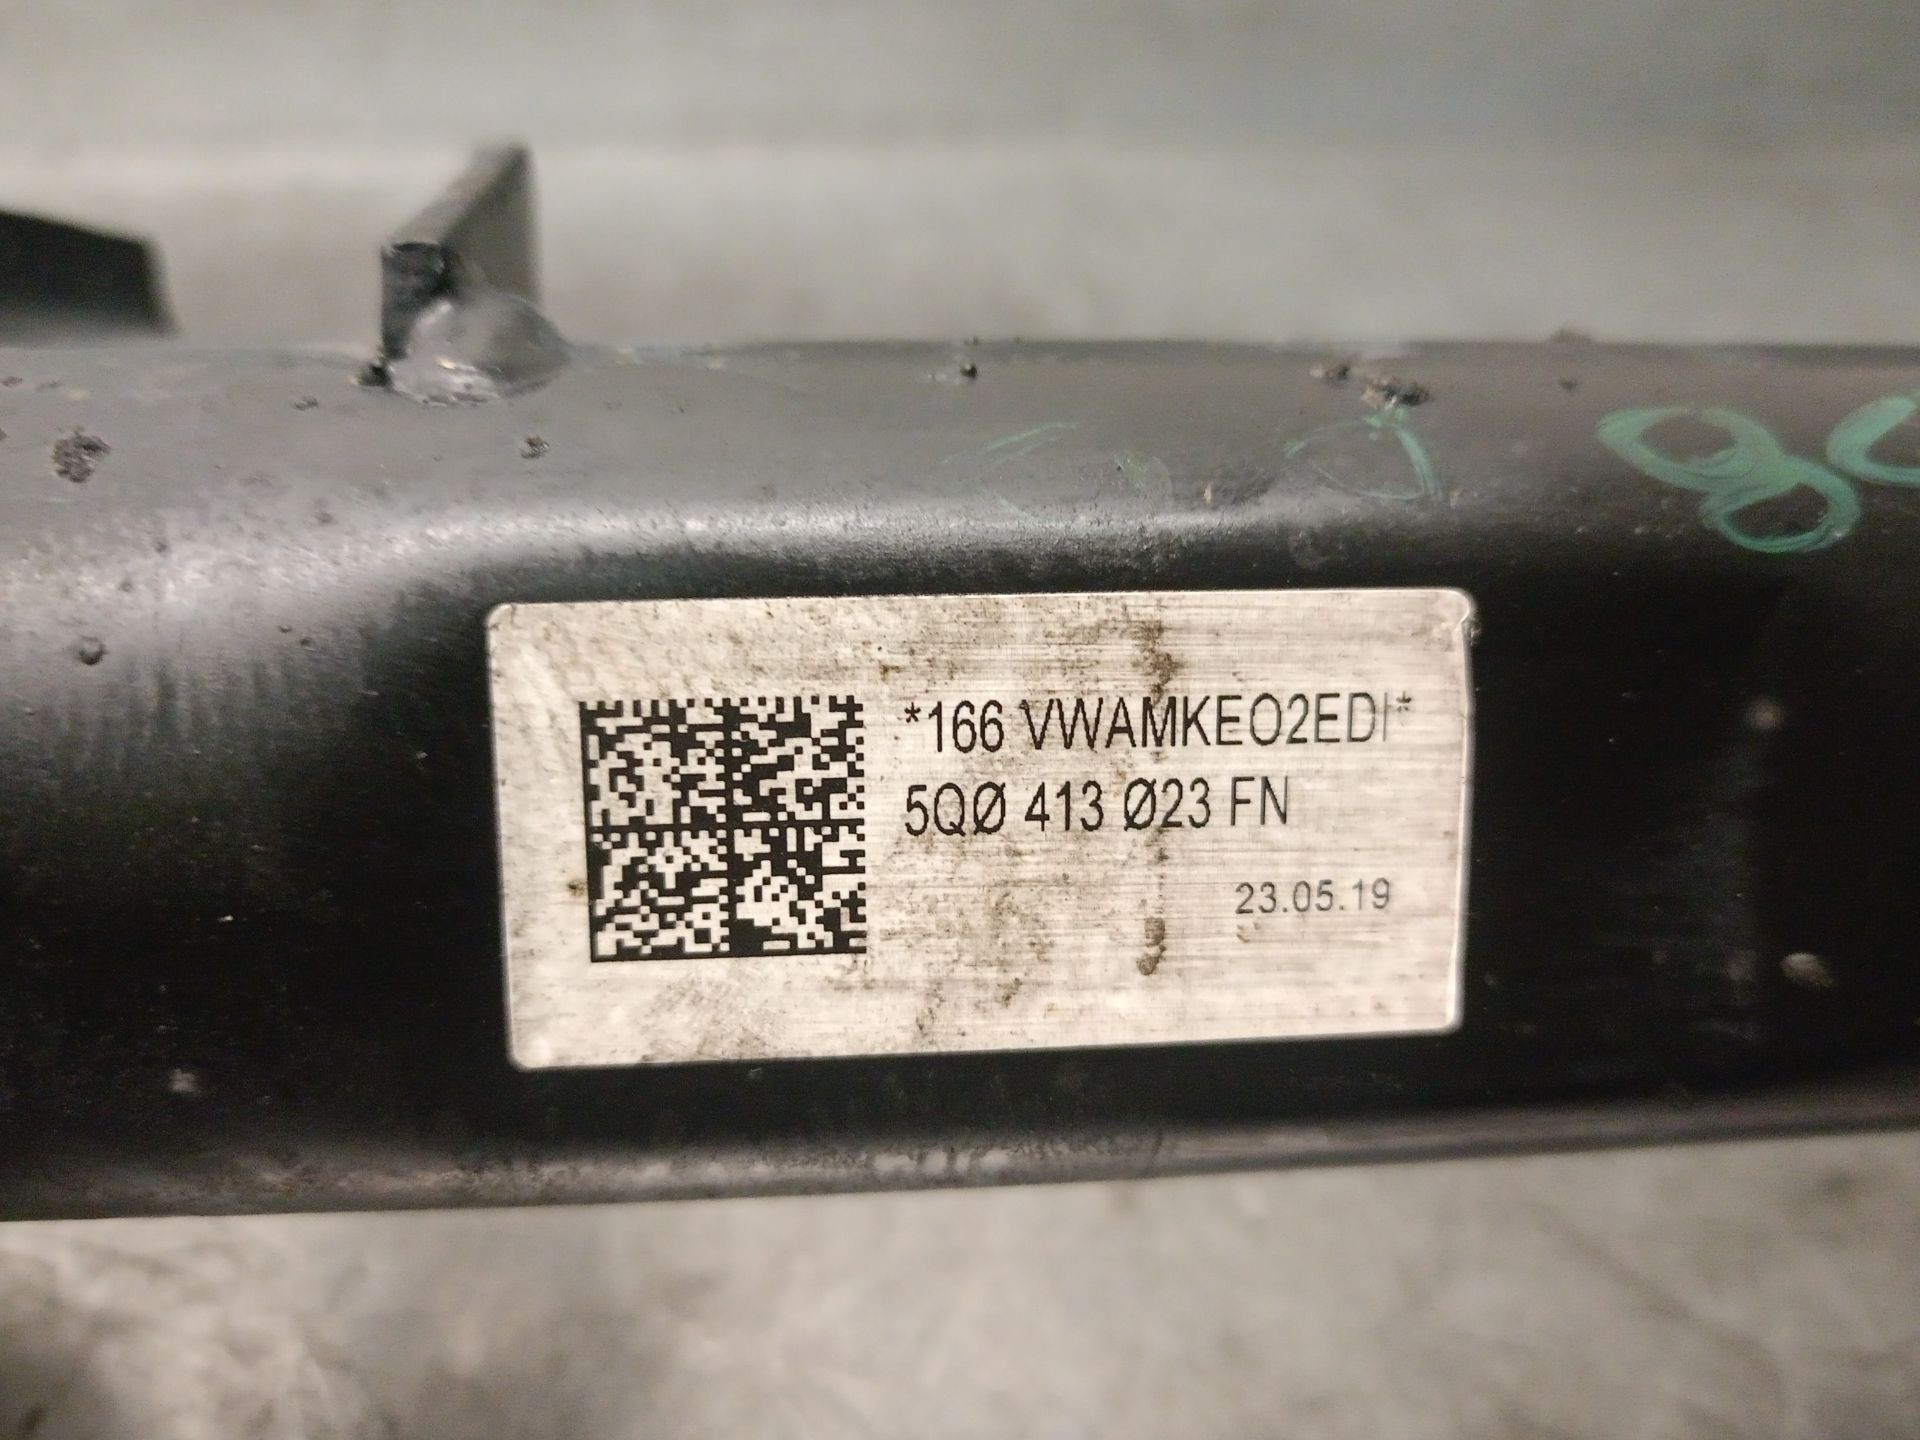 *166 VWAMKEO2EDI*
5QØ 413 Ø23 FN
23.05.19